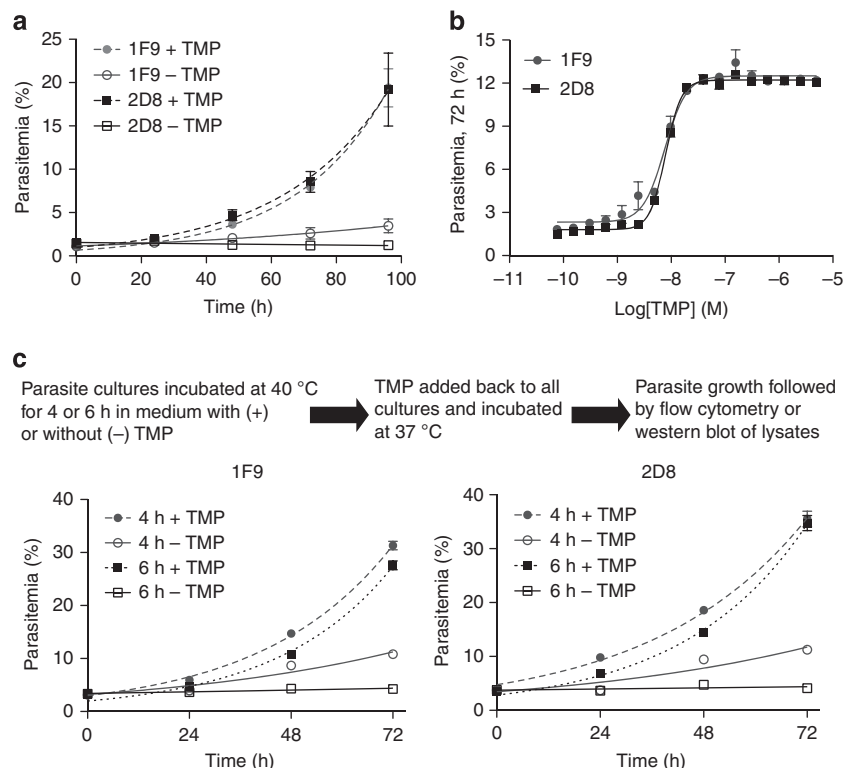 a
25
20
15
10
5
0
Parasitemia (%)
1F9 + TMP
1F9 − TMP
2D8 + TMP
2D8 − TMP
0 20 40 60 80 100
Time (h)
b
15
12
9
6
3
0
Parasitemia, 72 h (%)
1F9
2D8
−11 −10 −9 −8 −7 −6 −5
Log[TMP] (M)
c
Parasite cultures incubated at 40 °C
for 4 or 6 h in medium with (+)
or without (−) TMP
TMP added back to all
cultures and incubated
at 37 °C
Parasite growth followed
by flow cytometry or
western blot of lysates
1F9
40
30
20
10
0
Parasitemia (%)
4 h + TMP
4 h − TMP
6 h + TMP
6 h − TMP
0 24 48 72
Time (h)
2D8
40
30
20
10
0
Parasitemia (%)
4 h + TMP
4 h − TMP
6 h + TMP
6 h − TMP
0 24 48 72
Time (h)